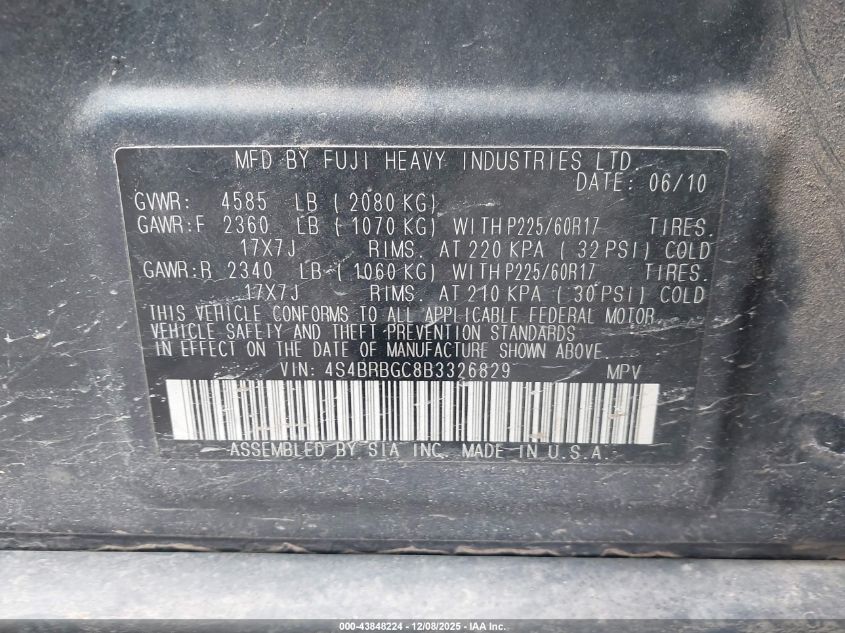 MFD BY FUJI HEAVY INDUSTRIES LTD.
DATE: 06/10
GVWR: 4585 LB ( 2080 KG)
GAWR:F 2360 LB ( 1070 KG) WITH P225/60R17 TIRES.
17X7J RIMS. AT 220 KPA ( 32 PSI) COLD
GAWR:R 2340 LB ( 1060 KG) WITH P225/60R17 TIRES.
17X7J RIMS. AT 210 KPA ( 30 PSI) COLD
THIS VEHICLE CONFORMS TO ALL APPLICABLE FEDERAL MOTOR
VEHICLE SAFETY AND THEFT PREVENTION STANDARDS
IN EFFECT ON THE DATE OF MANUFACTURE SHOWN ABOVE.
VIN: 4S4BRBGC8B3326829 MPV
ASSEMBLED BY SIA INC. MADE IN U.S.A.
000-43848224 - 12/08/2025 - IAA Inc.